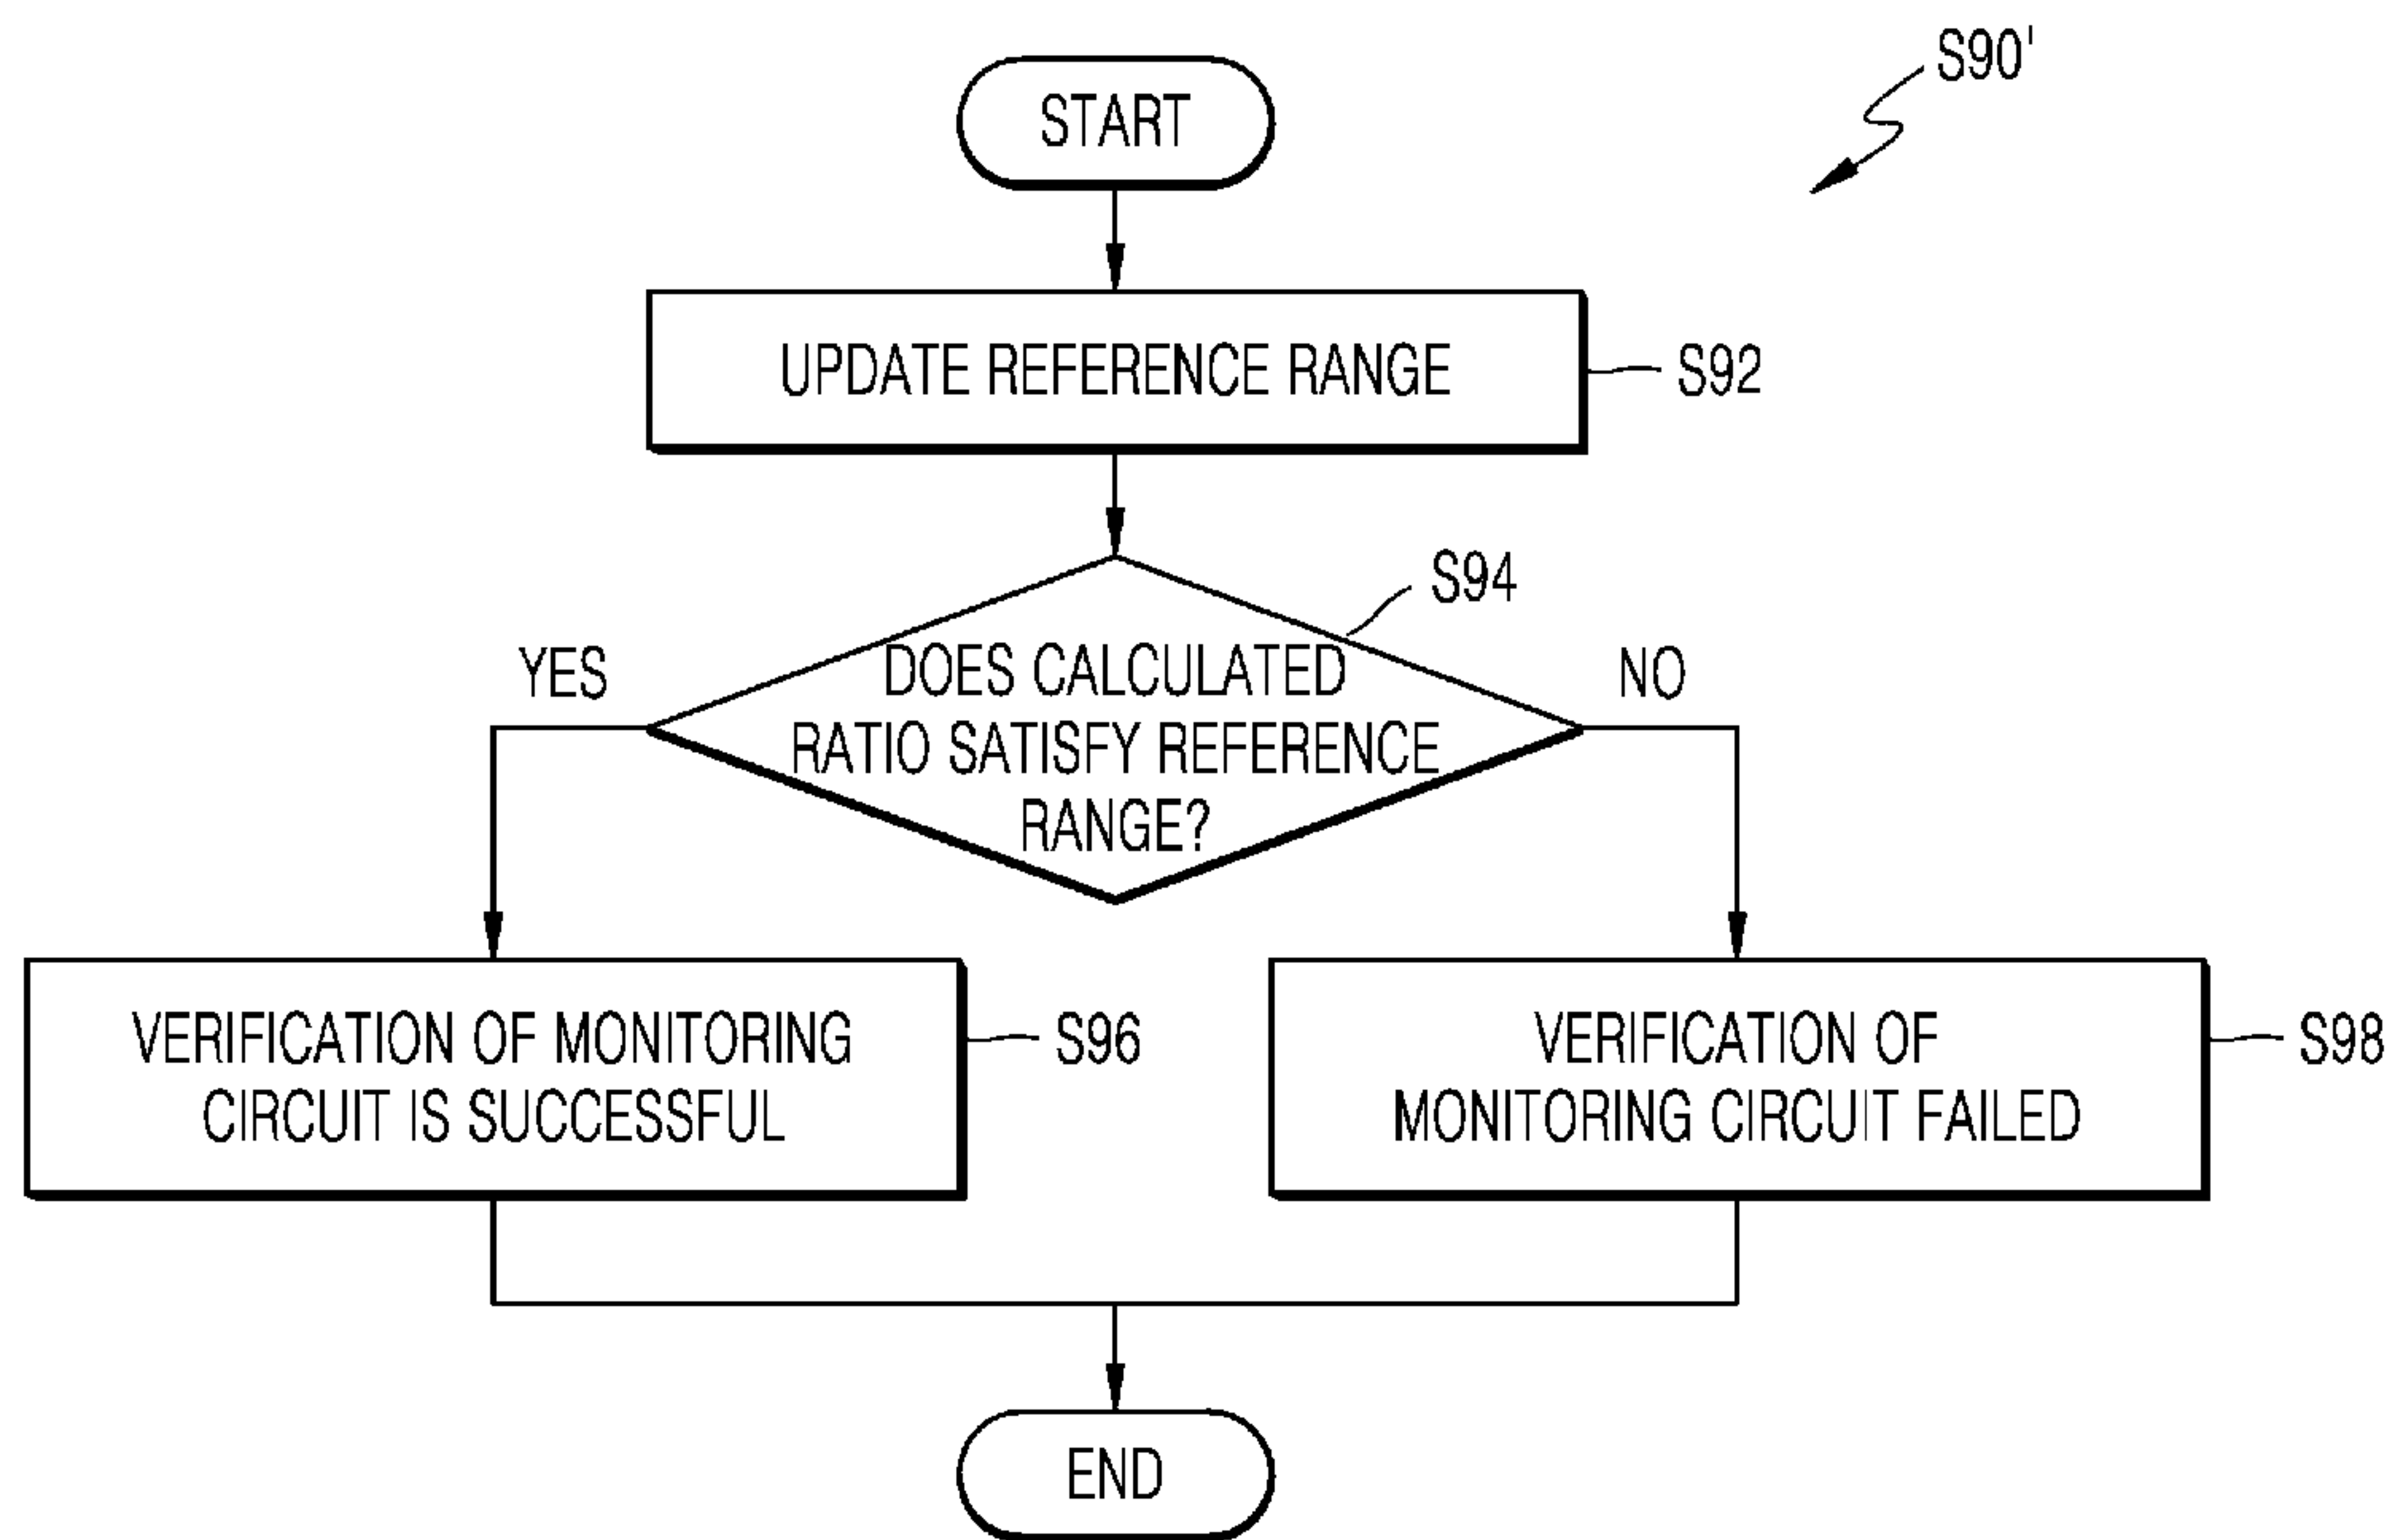 S90'
START
UPDATE REFERENCE RANGE
S92
S94
YES
DOES CALCULATED
RATIO SATISFY REFERENCE
RANGE?
NO
VERIFICATION OF MONITORING
CIRCUIT IS SUCCESSFUL
S96
VERIFICATION OF
MONITORING CIRCUIT FAILED
S98
END